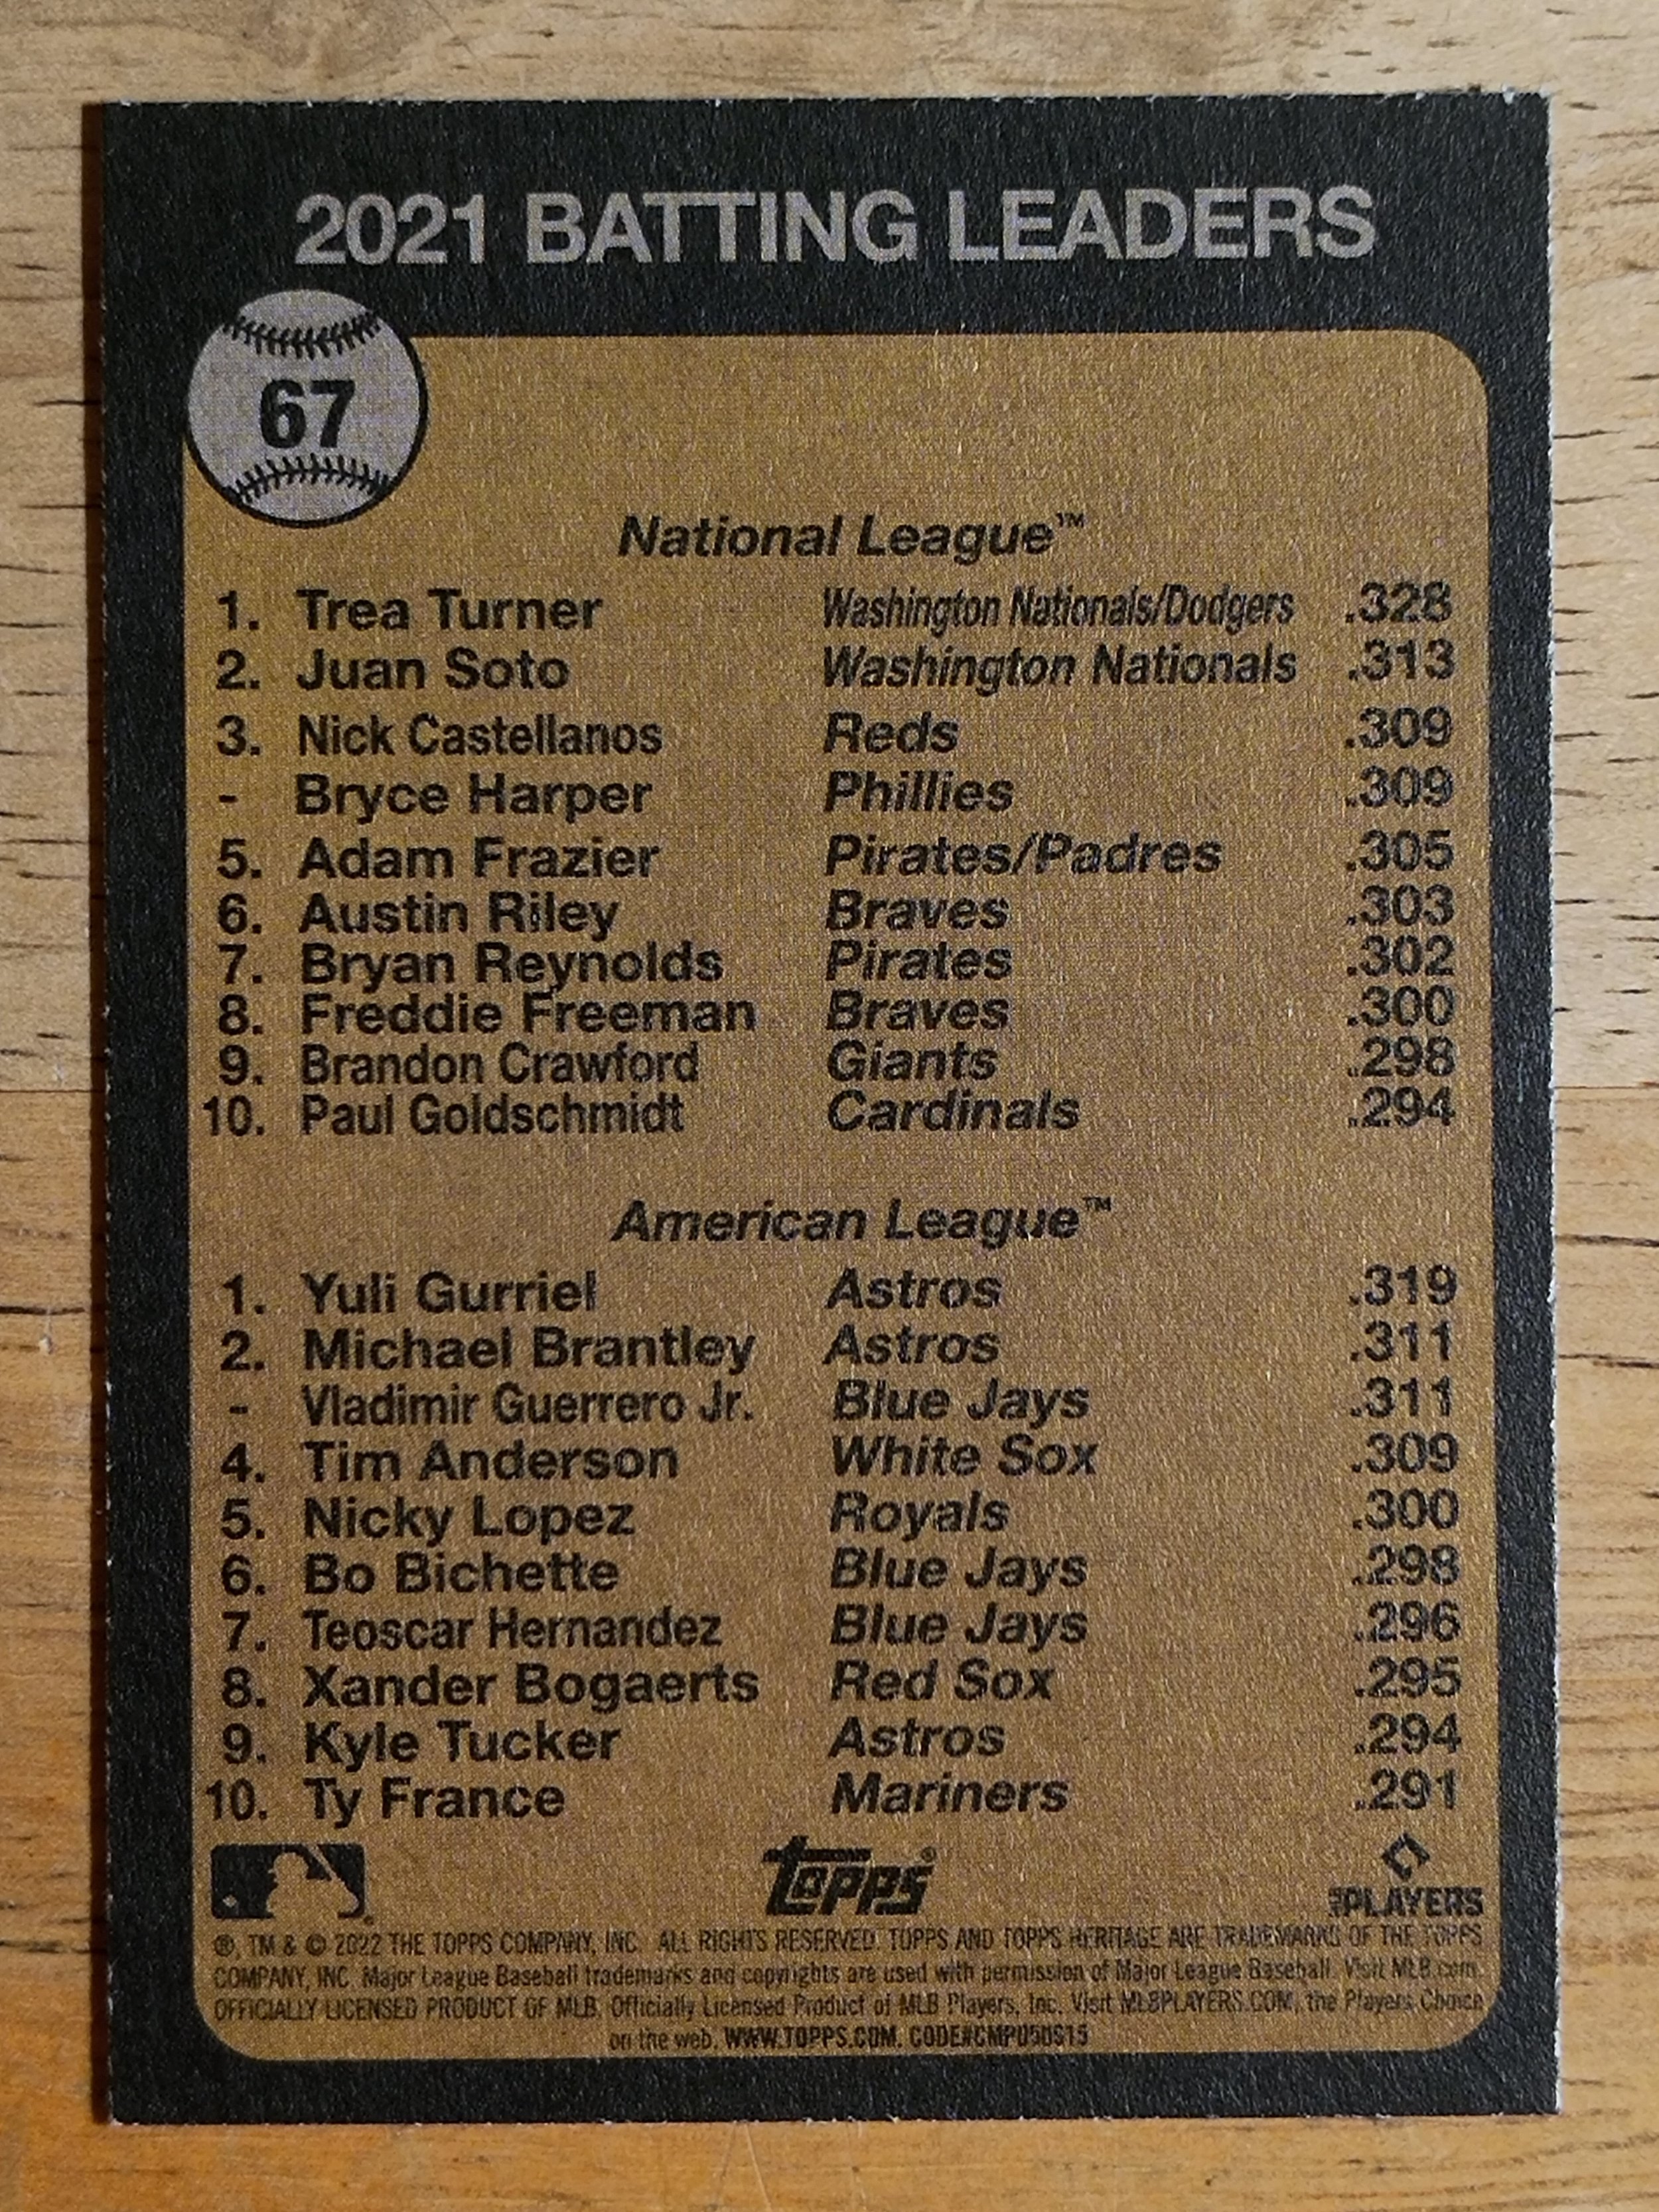 2021 BATTING LEADERS
67
National League™
1. Trea Turner Washington Nationals/Dodgers .328
2. Juan Soto Washington Nationals .313
3. Nick Castellanos Reds .309
- Bryce Harper Phillies .309
5. Adam Frazier Pirates/Padres .305
6. Austin Riley Braves .303
7. Bryan Reynolds Pirates .302
8. Freddie Freeman Braves .300
9. Brandon Crawford Giants .298
10. Paul Goldschmidt Cardinals .294
American League™
1. Yuli Gurriel Astros .319
2. Michael Brantley Astros .311
- Vladimir Guerrero Jr. Blue Jays .311
4. Tim Anderson White Sox .309
5. Nicky Lopez Royals .300
6. Bo Bichette Blue Jays .298
7. Teoscar Hernandez Blue Jays .296
8. Xander Bogaerts Red Sox .295
9. Kyle Tucker Astros .294
10. Ty France Mariners .291
topps® PLAYERS
®, TM & © 2022 THE TOPPS COMPANY, INC. ALL RIGHTS RESERVED. TOPPS AND TOPPS HERITAGE ARE TRADEMARKS OF THE TOPPS
COMPANY, INC. Major League Baseball trademarks and copyrights are used with permission of Major League Baseball. Visit MLB.com.
OFFICIALLY LICENSED PRODUCT OF MLB. Officially Licensed Product of MLB Players, Inc. Visit MLBPLAYERS.COM, the Players Choice
on the web. WWW.TOPPS.COM. CODE#CMP050515